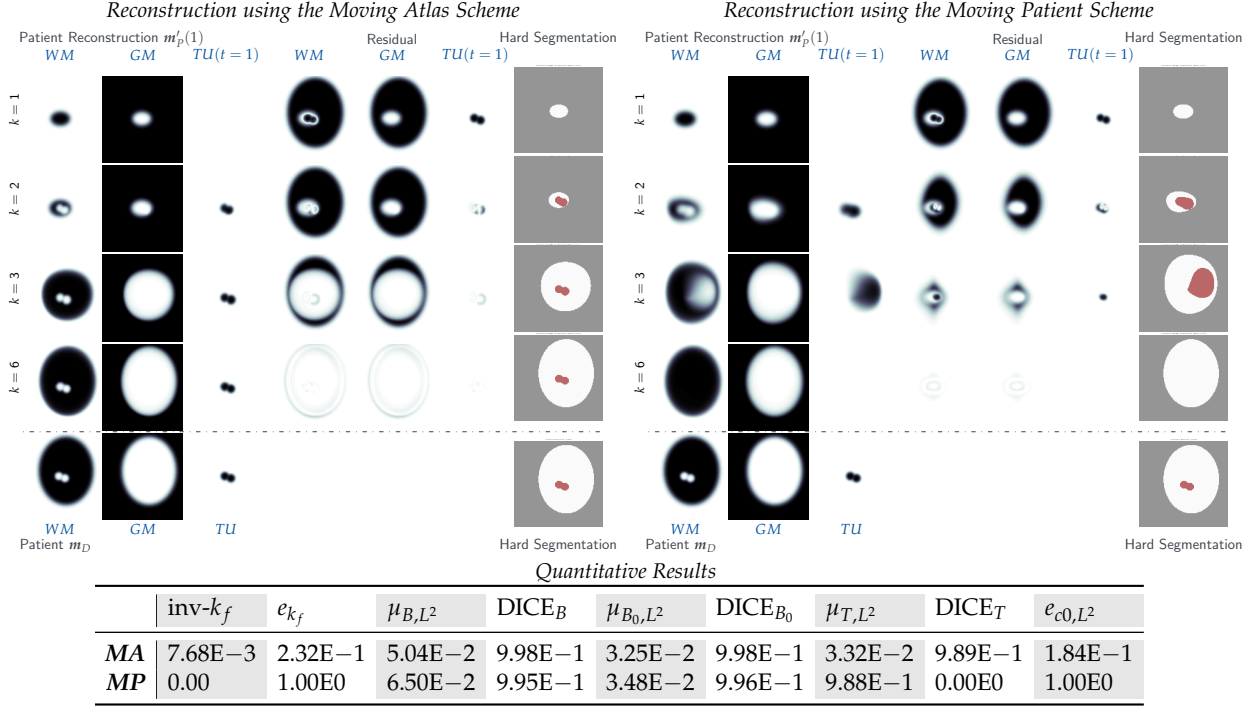 Reconstruction using the Moving Atlas Scheme
Patient Reconstruction m′P(1) Residual Hard Segmentation
WM GM TU(t = 1) WM GM TU(t = 1)
k = 1
k = 2
k = 3
k = 6
WM GM TU
Patient mD Hard Segmentation
Reconstruction using the Moving Patient Scheme
Patient Reconstruction m′P(1) Residual Hard Segmentation
WM GM TU(t = 1) WM GM TU(t = 1)
k = 1
k = 2
k = 3
k = 6
WM GM TU
Patient mD Hard Segmentation
Quantitative Results
inv-kf ekf μB,L2 DICEB μB0,L2 DICEB0 μT,L2 DICET ec0,L2
MA 7.68E−3 2.32E−1 5.04E−2 9.98E−1 3.25E−2 9.98E−1 3.32E−2 9.89E−1 1.84E−1
MP 0.00 1.00E0 6.50E−2 9.95E−1 3.48E−2 9.96E−1 9.88E−1 0.00E0 1.00E0